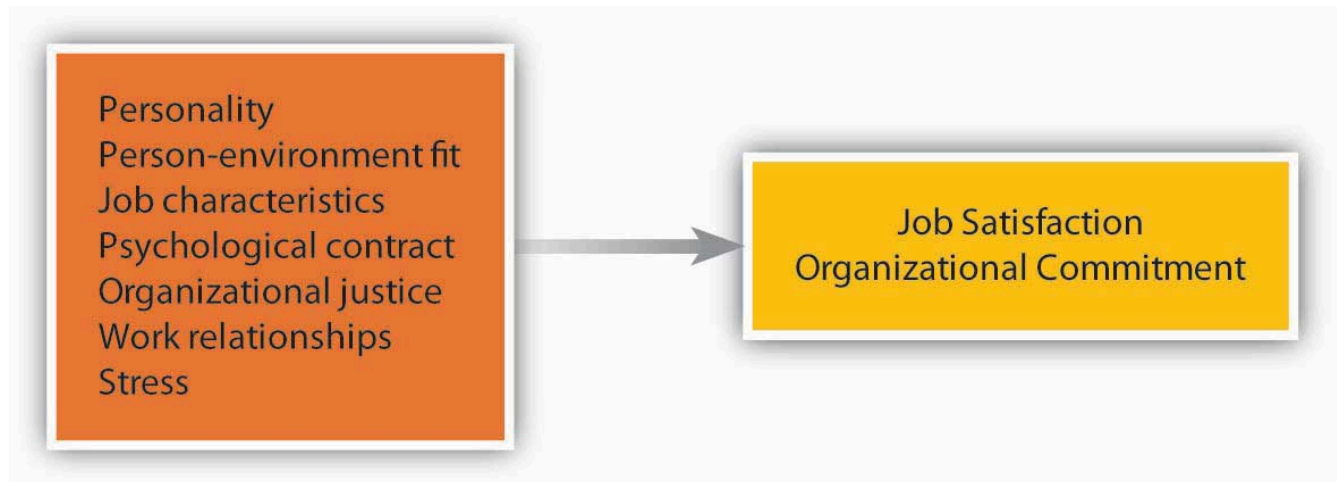 Personality
Person-environment fit
Job characteristics
Psychological contract
Organizational justice
Work relationships
Stress
Job Satisfaction
Organizational Commitment